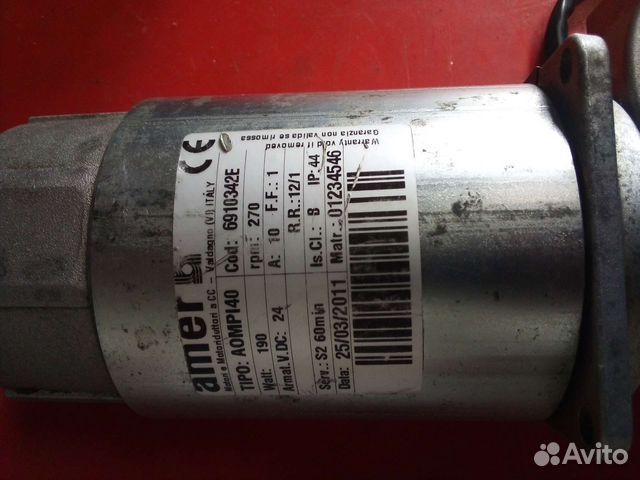 amer
Motori e Motoriduttori a CC - Valdagno (VI) ITALY
CE
TIPO: AOMPI40 Cod.: 6910342E
Watt: 190 rpm: 270
Armat.V.DC: 24 A: 10 F.F.: 1
R.R.: 12/1
Serv.: S2 60min Is.Cl.: B IP: 44
Data: 25/03/2011 Matr.: 01234546
Warranty void if removed
Garanzia non valida se rimossa
Avito